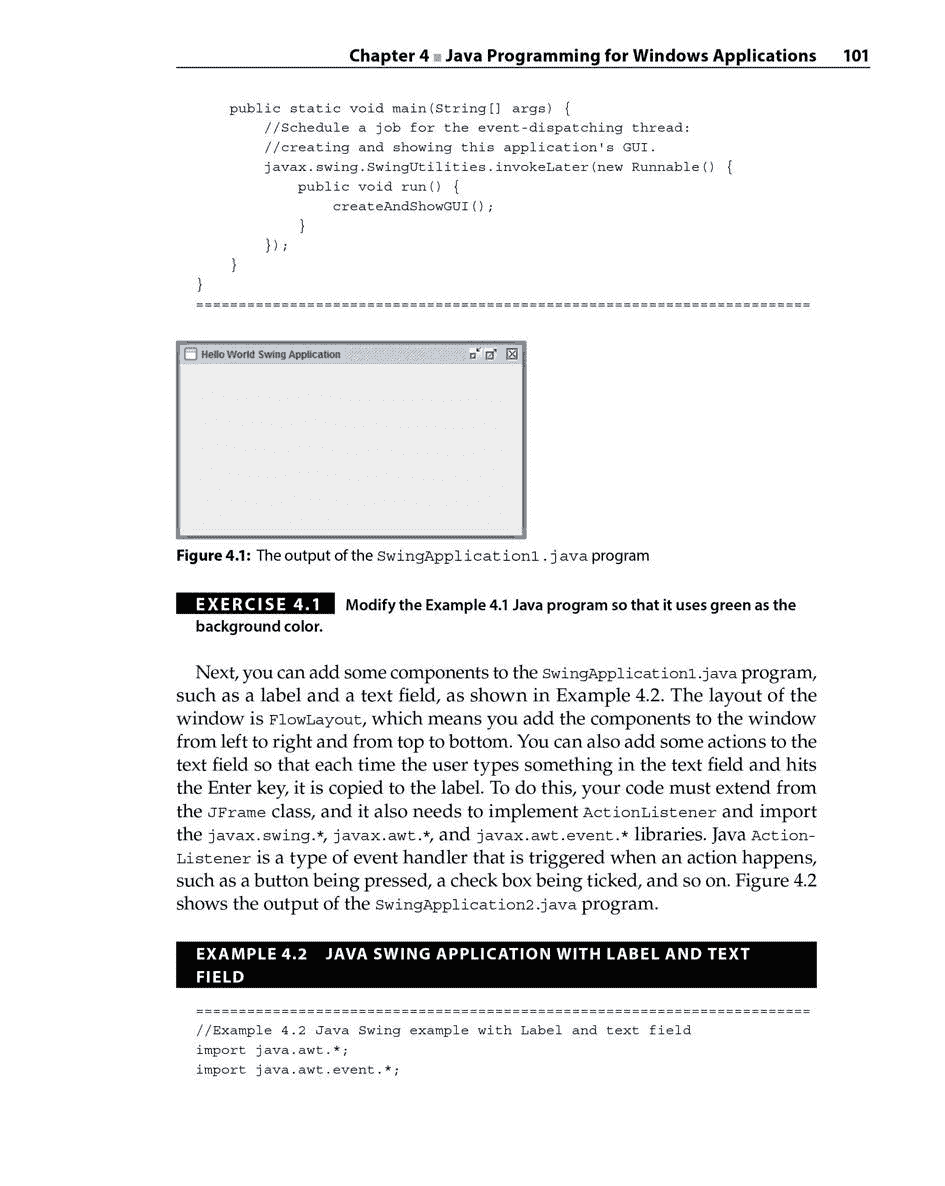 Chapter 4 ■ Java Programming for Windows Applications 101
public static void main(String[] args) {
//Schedule a job for the event-dispatching thread:
//creating and showing this application's GUI.
javax.swing.SwingUtilities.invokeLater(new Runnable() {
public void run() {
createAndShowGUI();
}
});
}
}
========================================================================
Hello World Swing Application
Figure 4.1: The output of the SwingApplication1.java program
EXERCISE 4.1 Modify the Example 4.1 Java program so that it uses green as the
background color.
Next, you can add some components to the SwingApplication1.java program,
such as a label and a text field, as shown in Example 4.2. The layout of the
window is FlowLayout, which means you add the components to the window
from left to right and from top to bottom. You can also add some actions to the
text field so that each time the user types something in the text field and hits
the Enter key, it is copied to the label. To do this, your code must extend from
the JFrame class, and it also needs to implement ActionListener and import
the javax.swing.*, javax.awt.*, and javax.awt.event.* libraries. Java Action-
Listener is a type of event handler that is triggered when an action happens,
such as a button being pressed, a check box being ticked, and so on. Figure 4.2
shows the output of the SwingApplication2.java program.
EXAMPLE 4.2 JAVA SWING APPLICATION WITH LABEL AND TEXT
FIELD
========================================================================
//Example 4.2 Java Swing example with Label and text field
import java.awt.*;
import java.awt.event.*;